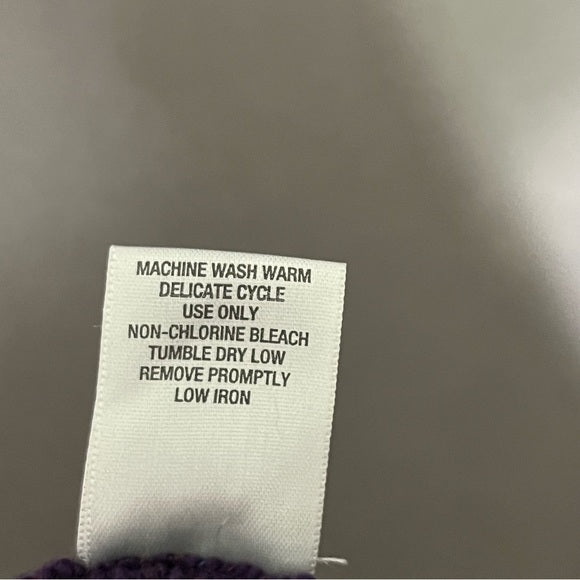 MACHINE WASH WARM
DELICATE CYCLE
USE ONLY
NON-CHLORINE BLEACH
TUMBLE DRY LOW
REMOVE PROMPTLY
LOW IRON